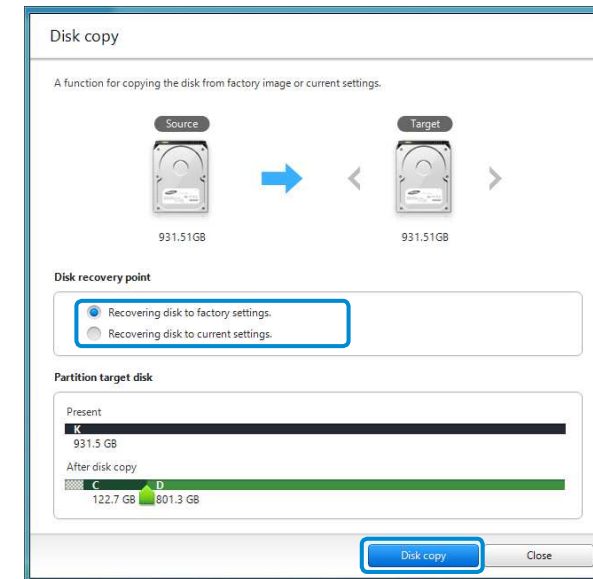 Disk copy
A function for copying the disk from factory image or current settings.
Source
Target
931.51GB
931.51GB
Disk recovery point
Recovering disk to factory settings.
Recovering disk to current settings.
Partition target disk
Present
K
931.5 GB
After disk copy
C D
122.7 GB 801.3 GB
Disk copy
Close